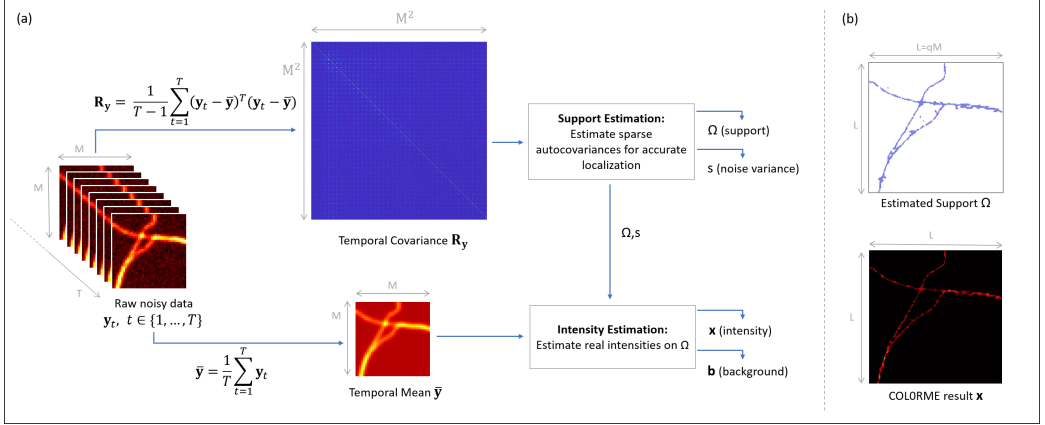 (a)
M²
M²
R_y = 1/(T − 1) ∑_{t=1}^{T} (y_t − ȳ)^T (y_t − ȳ)
M
M
T
Raw noisy data
y_t, t ∈ {1, …, T}
Temporal Covariance R_y
ȳ = 1/T ∑_{t=1}^{T} y_t
M
M
Temporal Mean ȳ
Support Estimation:
Estimate sparse
autocovariances for accurate
localization
Ω (support)
s (noise variance)
Ω,s
Intensity Estimation:
Estimate real intensities on Ω
x (intensity)
b (background)
(b)
L=qM
L
Estimated Support Ω
L
L
COL0RME result x